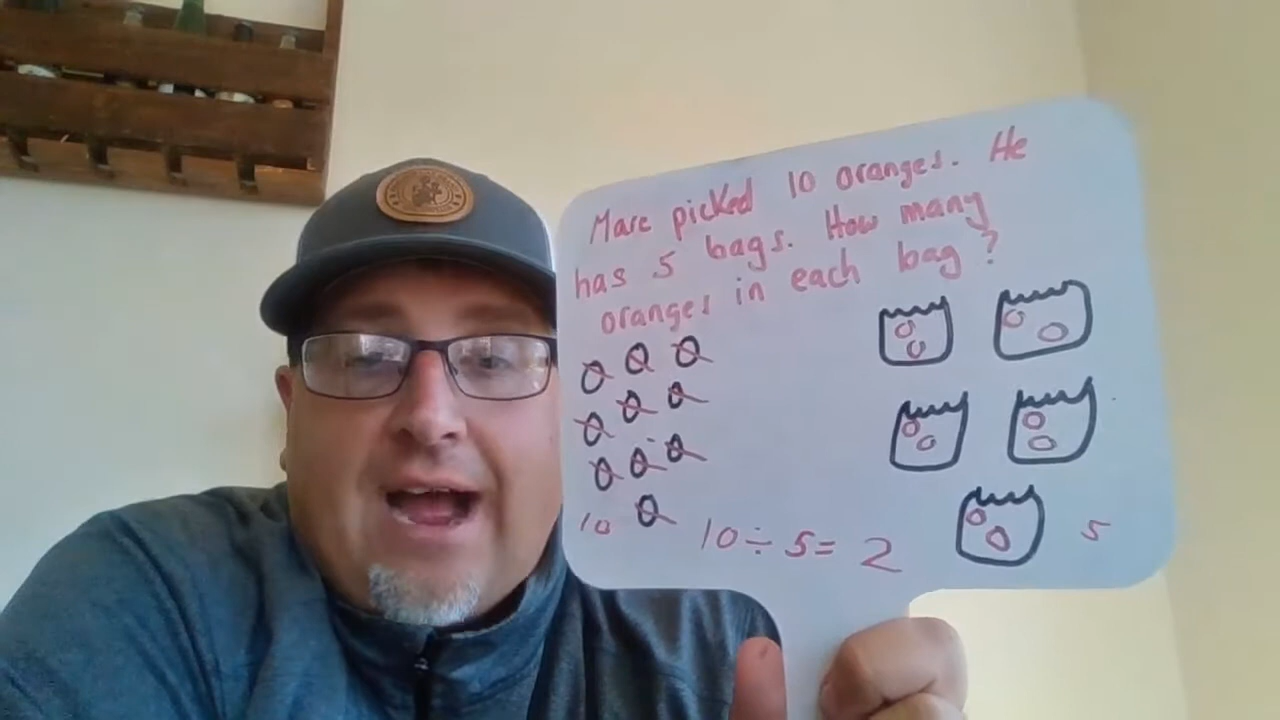 Marc picked 10 oranges. He
has 5 bags. How many
oranges in each bag?
10
10 ÷ 5 = 2
5